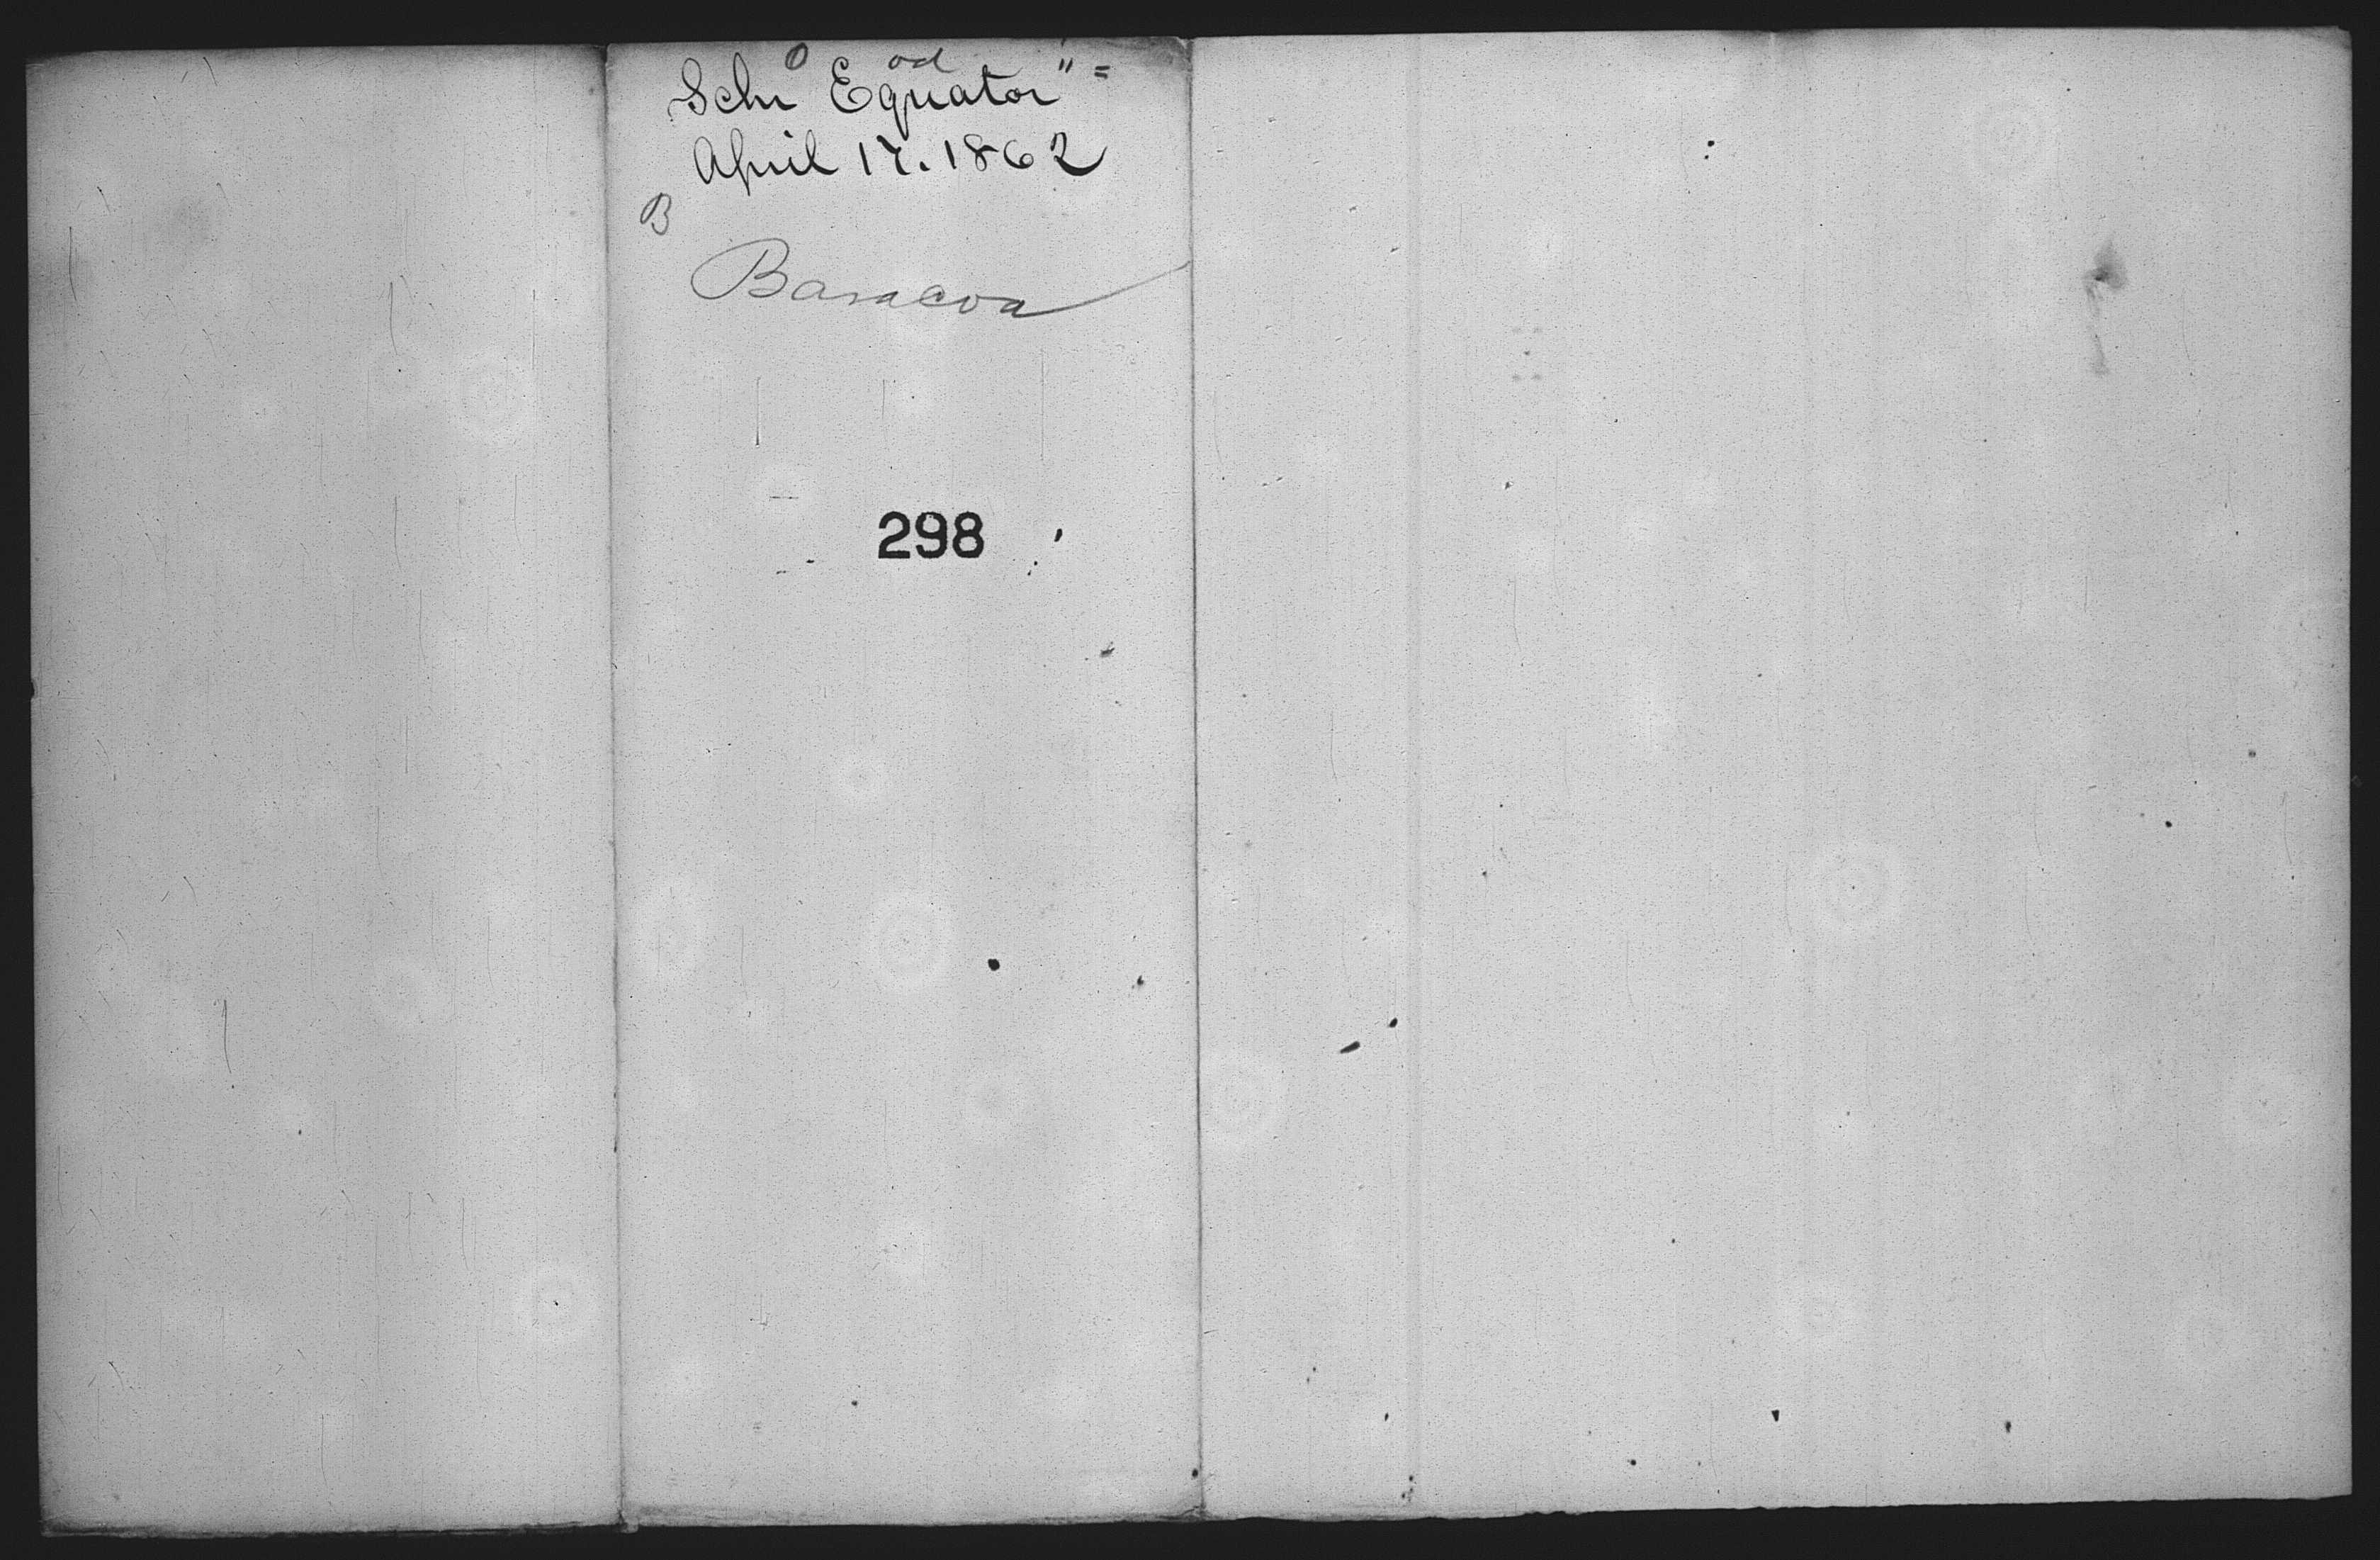 Schr Equator" =
April 17. 1862
B
Baracoa
298